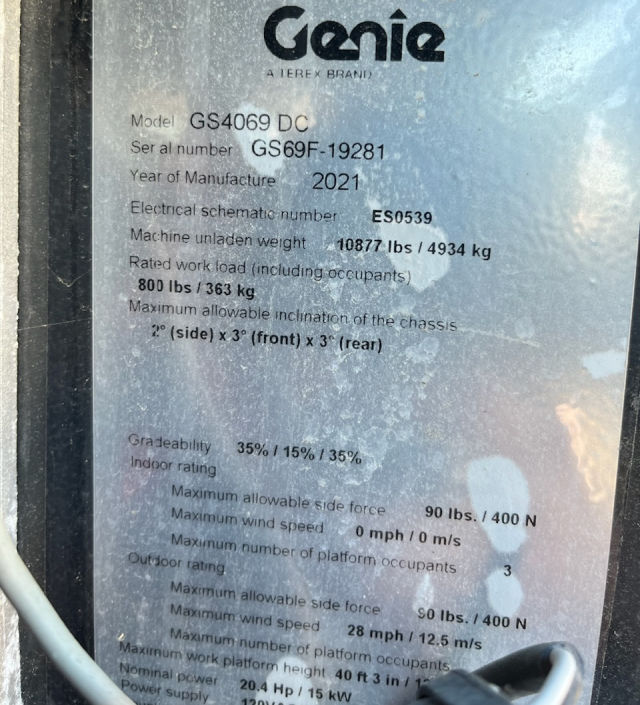 Genie
A TEREX BRAND
Model GS4069 DC
Serial number GS69F-19281
Year of Manufacture 2021
Electrical schematic number ES0539
Machine unladen weight 10877 lbs / 4934 kg
Rated work load (including occupants)
800 lbs / 363 kg
Maximum allowable inclination of the chassis
2° (side) x 3° (front) x 3° (rear)
Gradeability 35% / 15% / 35%
Indoor rating
Maximum allowable side force 90 lbs. / 400 N
Maximum wind speed 0 mph / 0 m/s
Maximum number of platform occupants 3
Outdoor rating
Maximum allowable side force 90 lbs. / 400 N
Maximum wind speed 28 mph / 12.5 m/s
Maximum number of platform occupants
Maximum work platform height 40 ft 3 in /
Nominal power 20.4 Hp / 15 kW
Power supply